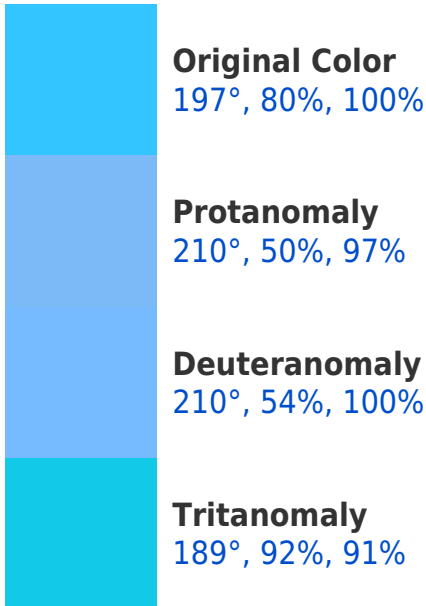 Original Color
197°, 80%, 100%
Protanomaly
210°, 50%, 97%
Deuteranomaly
210°, 54%, 100%
Tritanomaly
189°, 92%, 91%